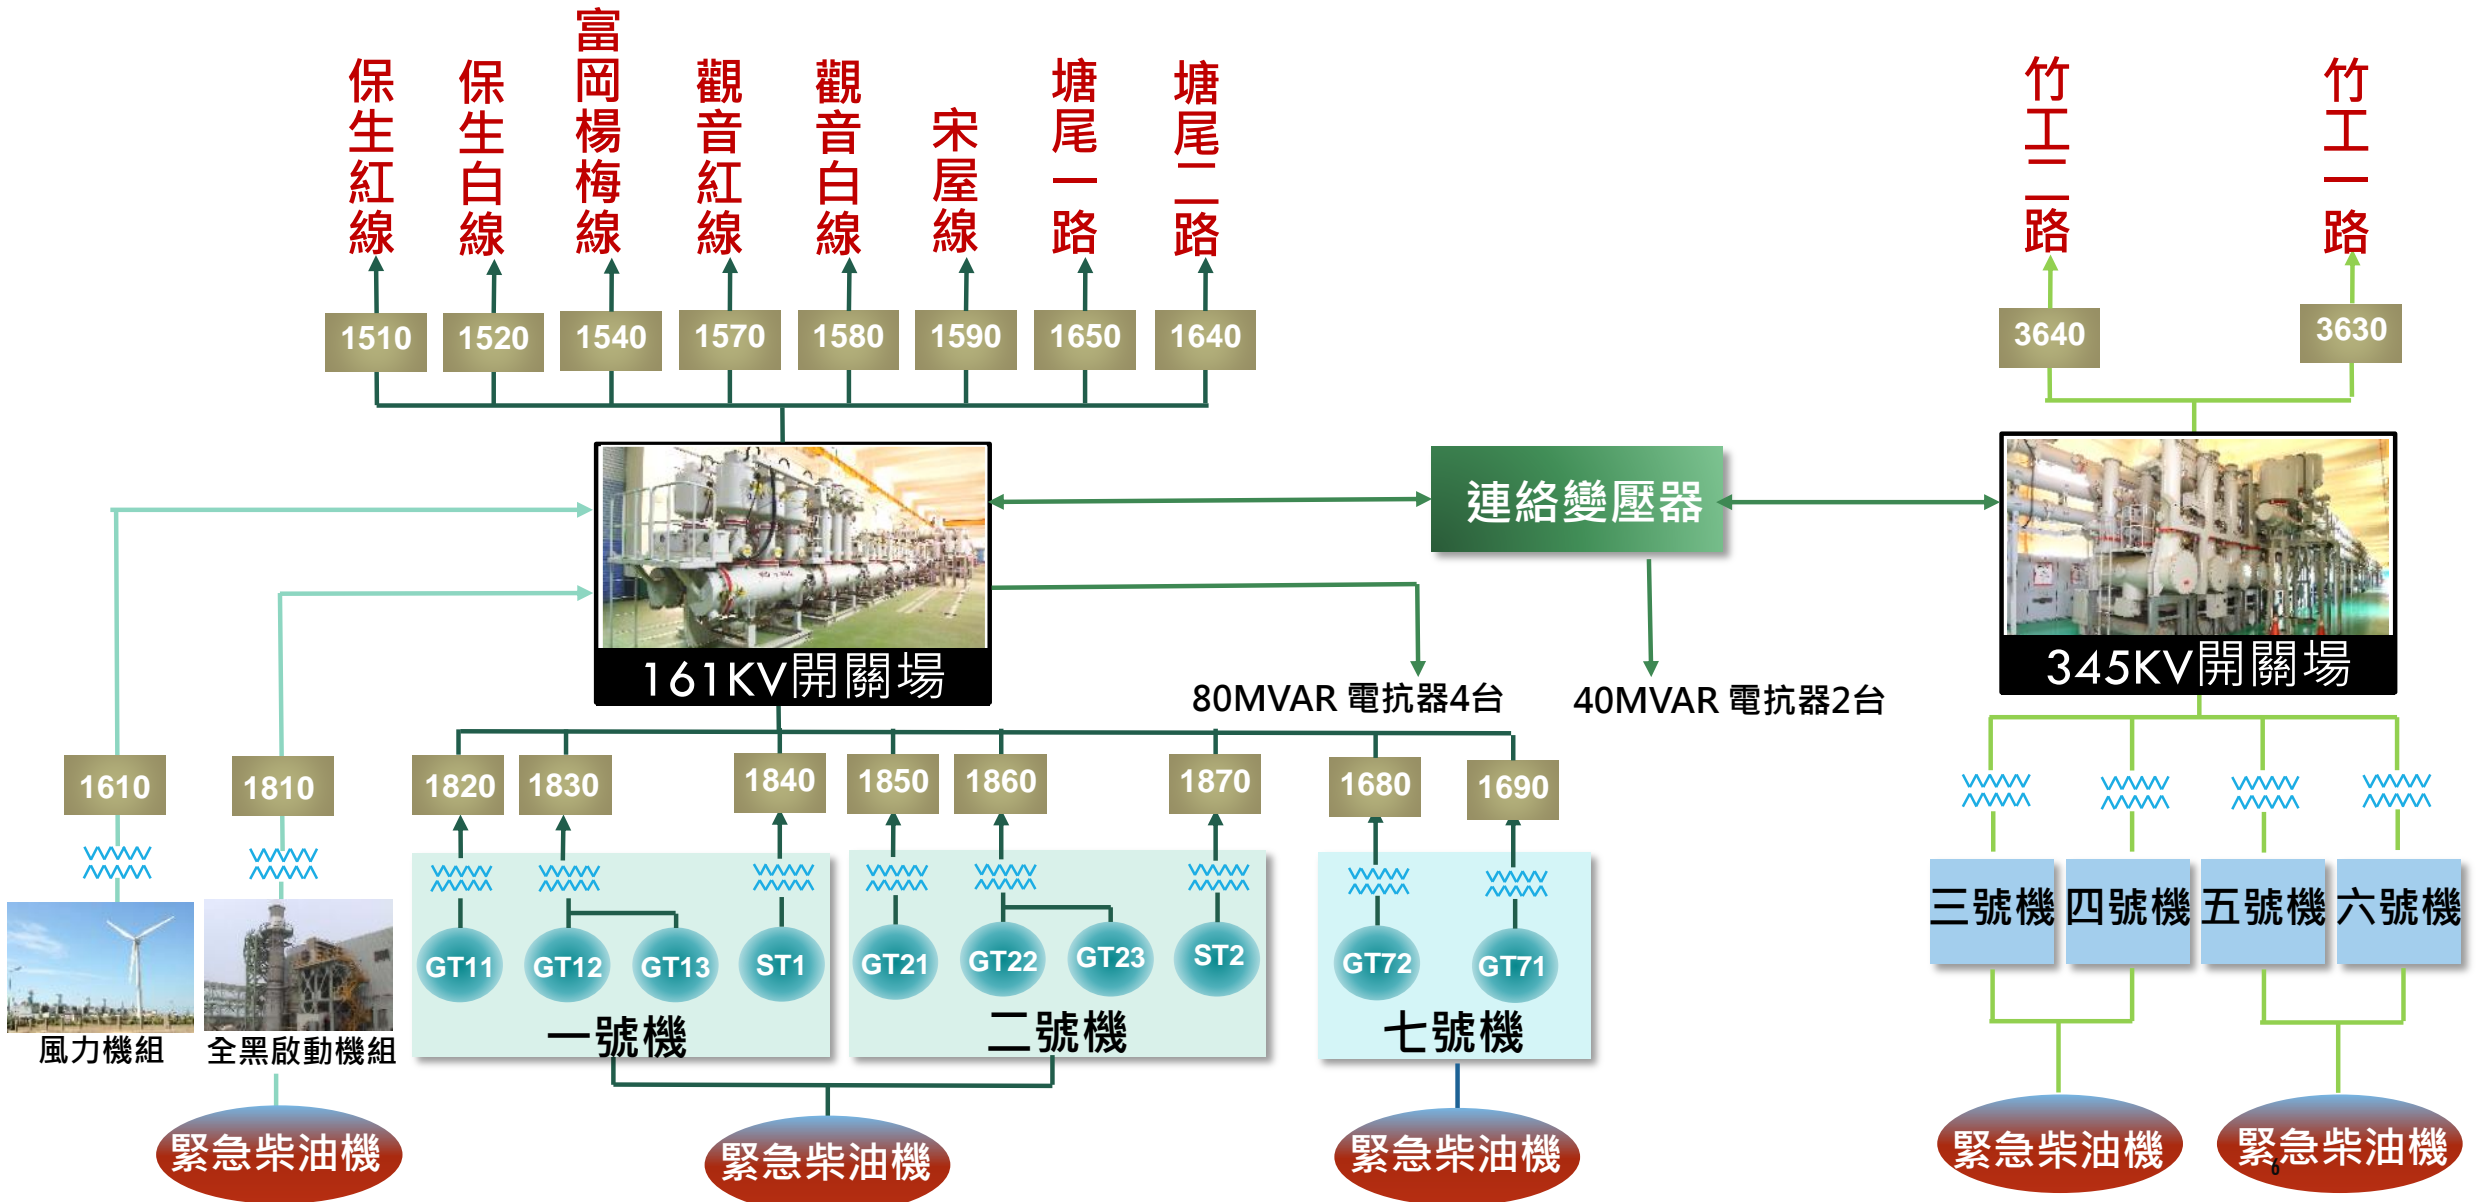 保生紅線
保生白線
富岡楊梅線
觀音紅線
觀音白線
宋屋線
塘尾一路
塘尾二路
竹工二路
竹工一路
1510
1520
1540
1570
1580
1590
1650
1640
3640
3630
連絡變壓器
161KV開關場
345KV開關場
80MVAR 電抗器4台
40MVAR 電抗器2台
1610
1810
1820
1830
1840
1850
1860
1870
1680
1690
GT11
GT12
GT13
ST1
GT21
GT22
GT23
ST2
GT72
GT71
三號機
四號機
五號機
六號機
風力機組
全黑啟動機組
一號機
二號機
七號機
緊急柴油機
緊急柴油機
緊急柴油機
緊急柴油機
緊急柴油機
6